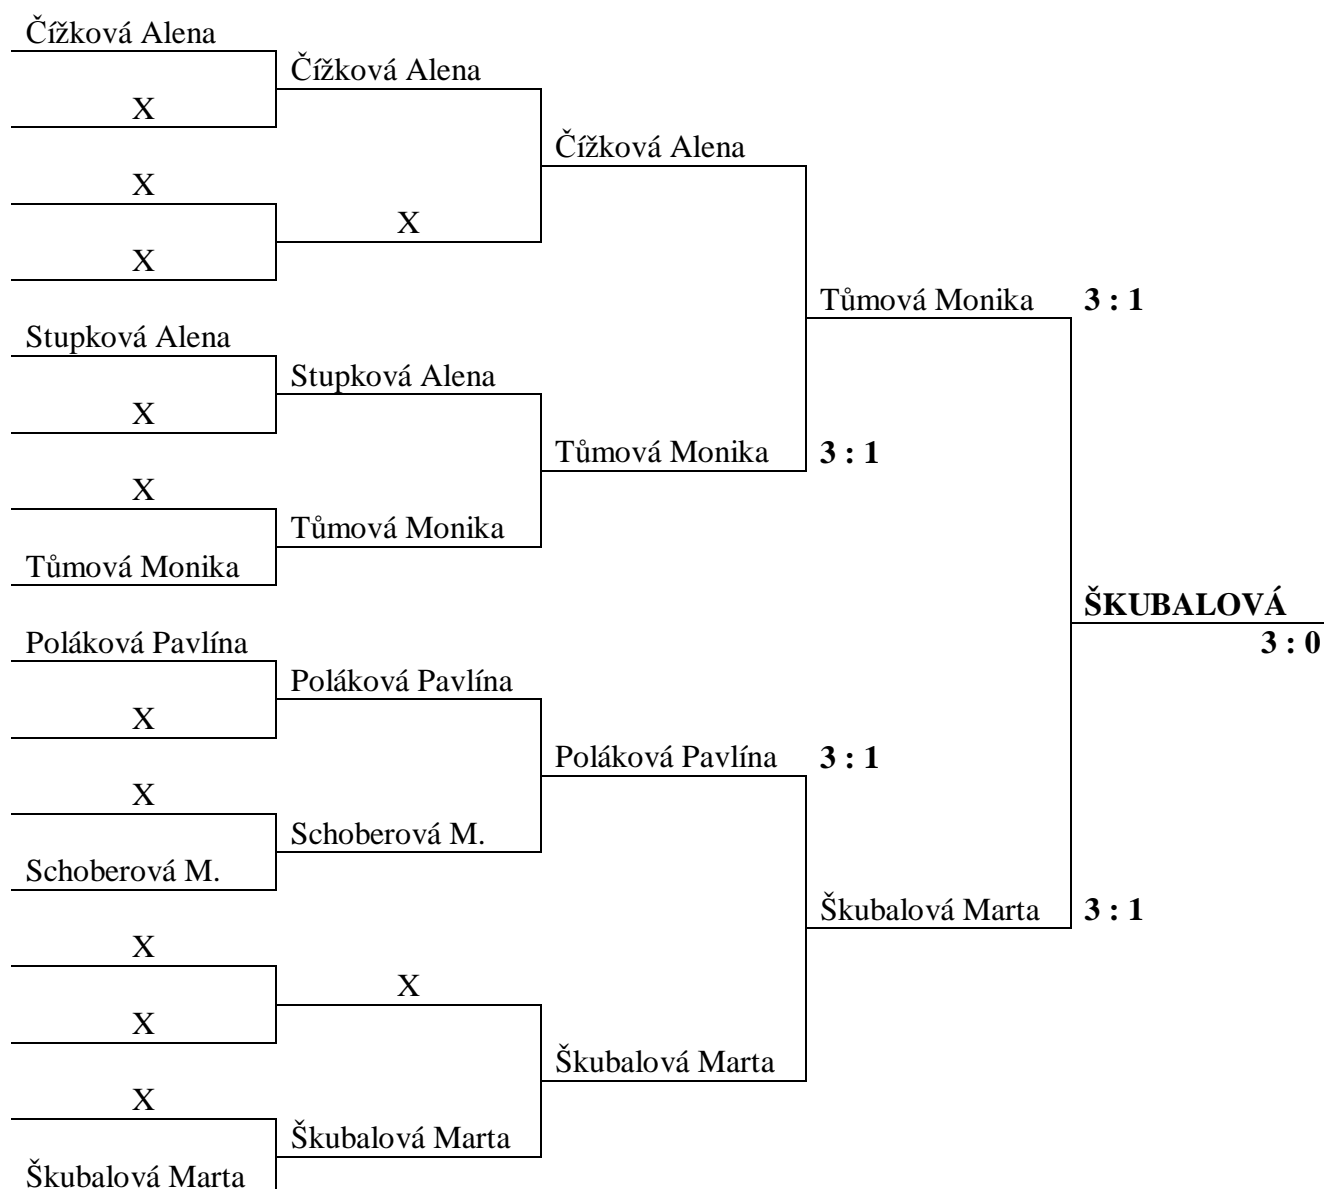 Čížková Alena
Čížková Alena
X
Čížková Alena
X
X
X
Tůmová Monika 3 : 1
Stupková Alena
Stupková Alena
X
Tůmová Monika 3 : 1
X
Tůmová Monika
Tůmová Monika
ŠKUBALOVÁ
Poláková Pavlína
3 : 0
Poláková Pavlína
X
Poláková Pavlína 3 : 1
X
Schoberová M.
Schoberová M.
Škubalová Marta 3 : 1
X
X
X
Škubalová Marta
X
Škubalová Marta
Škubalová Marta